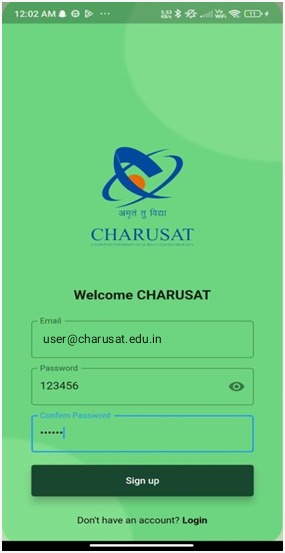 12:02 AM
11
अमृतं तु विद्या
CHARUSAT
Welcome CHARUSAT
Email
user@charusat.edu.in
Password
123456
Confirm Password
••••••
Sign up
Don't have an account? Login